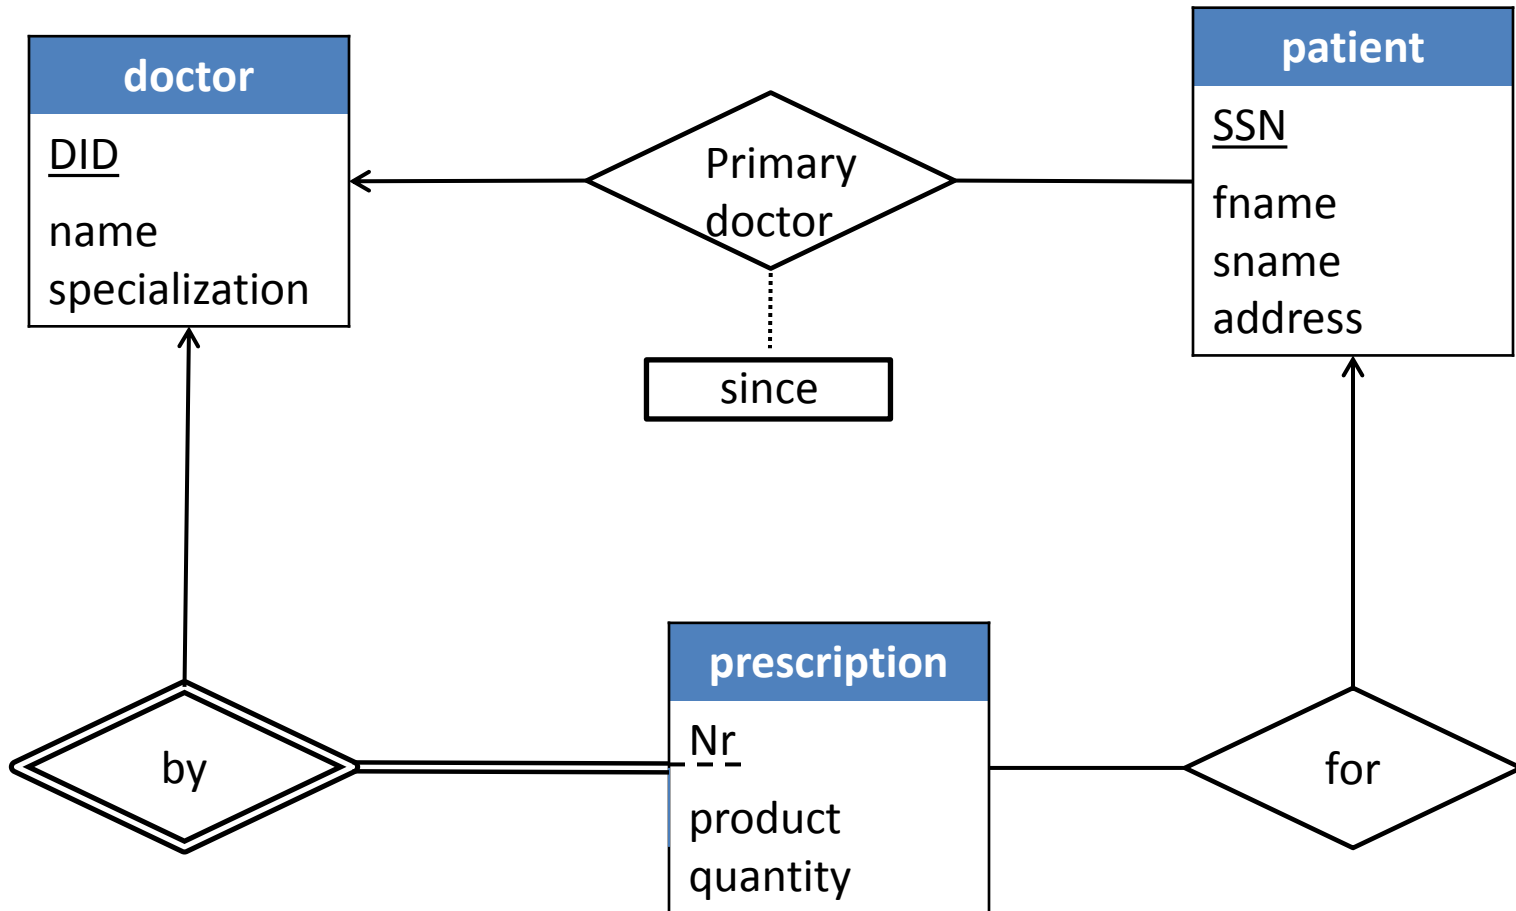 doctor
DID
name
specialization
Primary
doctor
since
patient
SSN
fname
sname
address
by
prescription
Nr
product
quantity
for